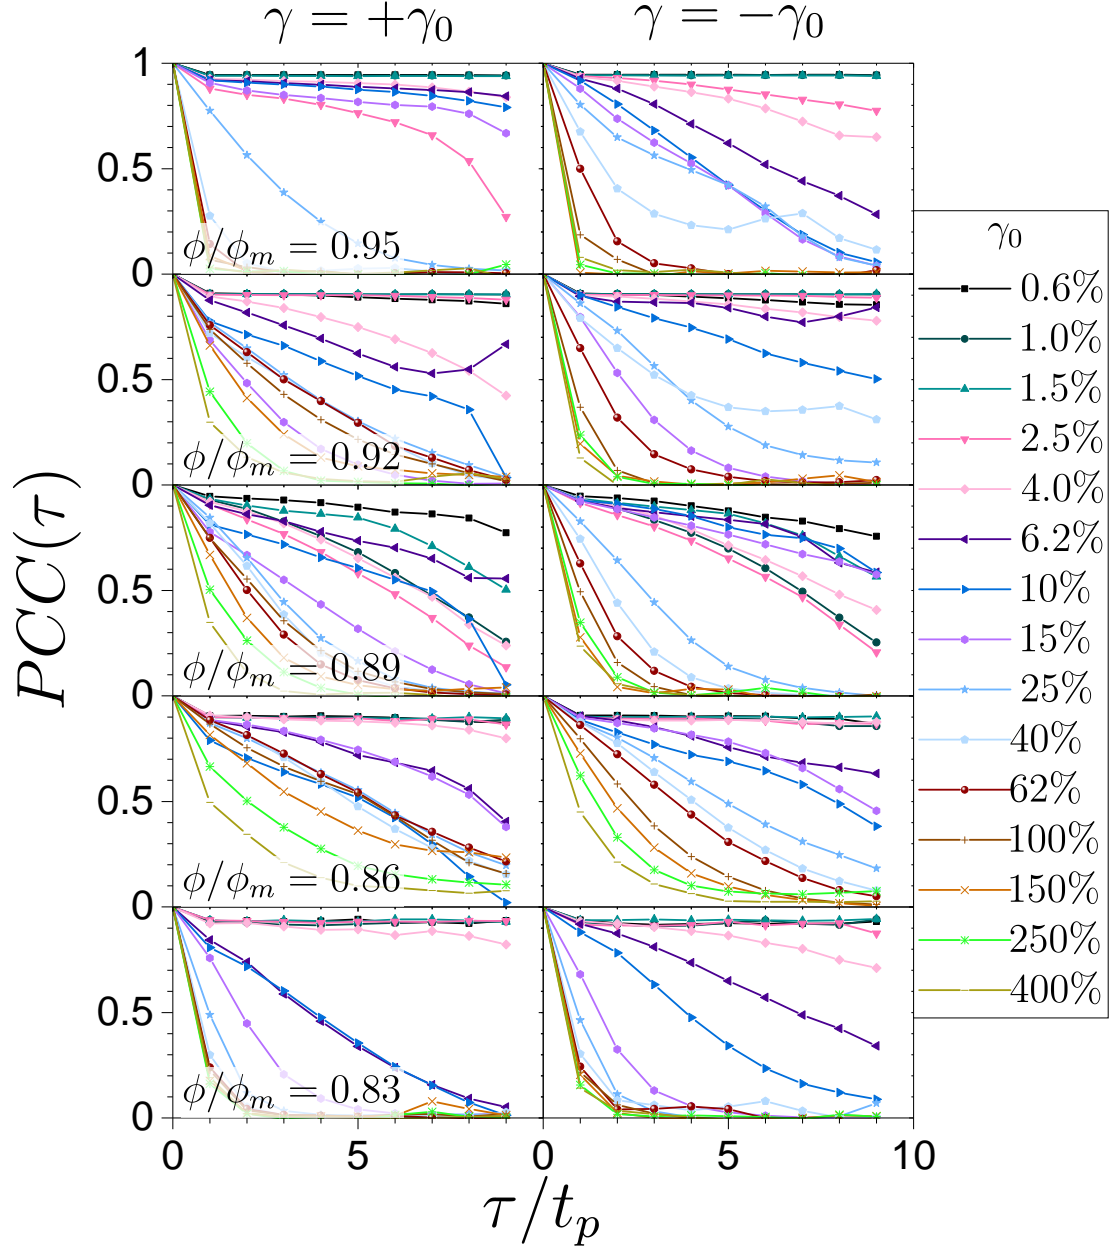 γ = +γ₀ γ = −γ₀
1
0.5
ϕ/ϕₘ = 0.95
0
0.5
ϕ/ϕₘ = 0.92
0
0.5
ϕ/ϕₘ = 0.89
0
0.5
ϕ/ϕₘ = 0.86
0
0.5
ϕ/ϕₘ = 0.83
0
0 5 0 5 10
τ/tₚ
PCC(τ)
γ₀
0.6%
1.0%
1.5%
2.5%
4.0%
6.2%
10%
15%
25%
40%
62%
100%
150%
250%
400%